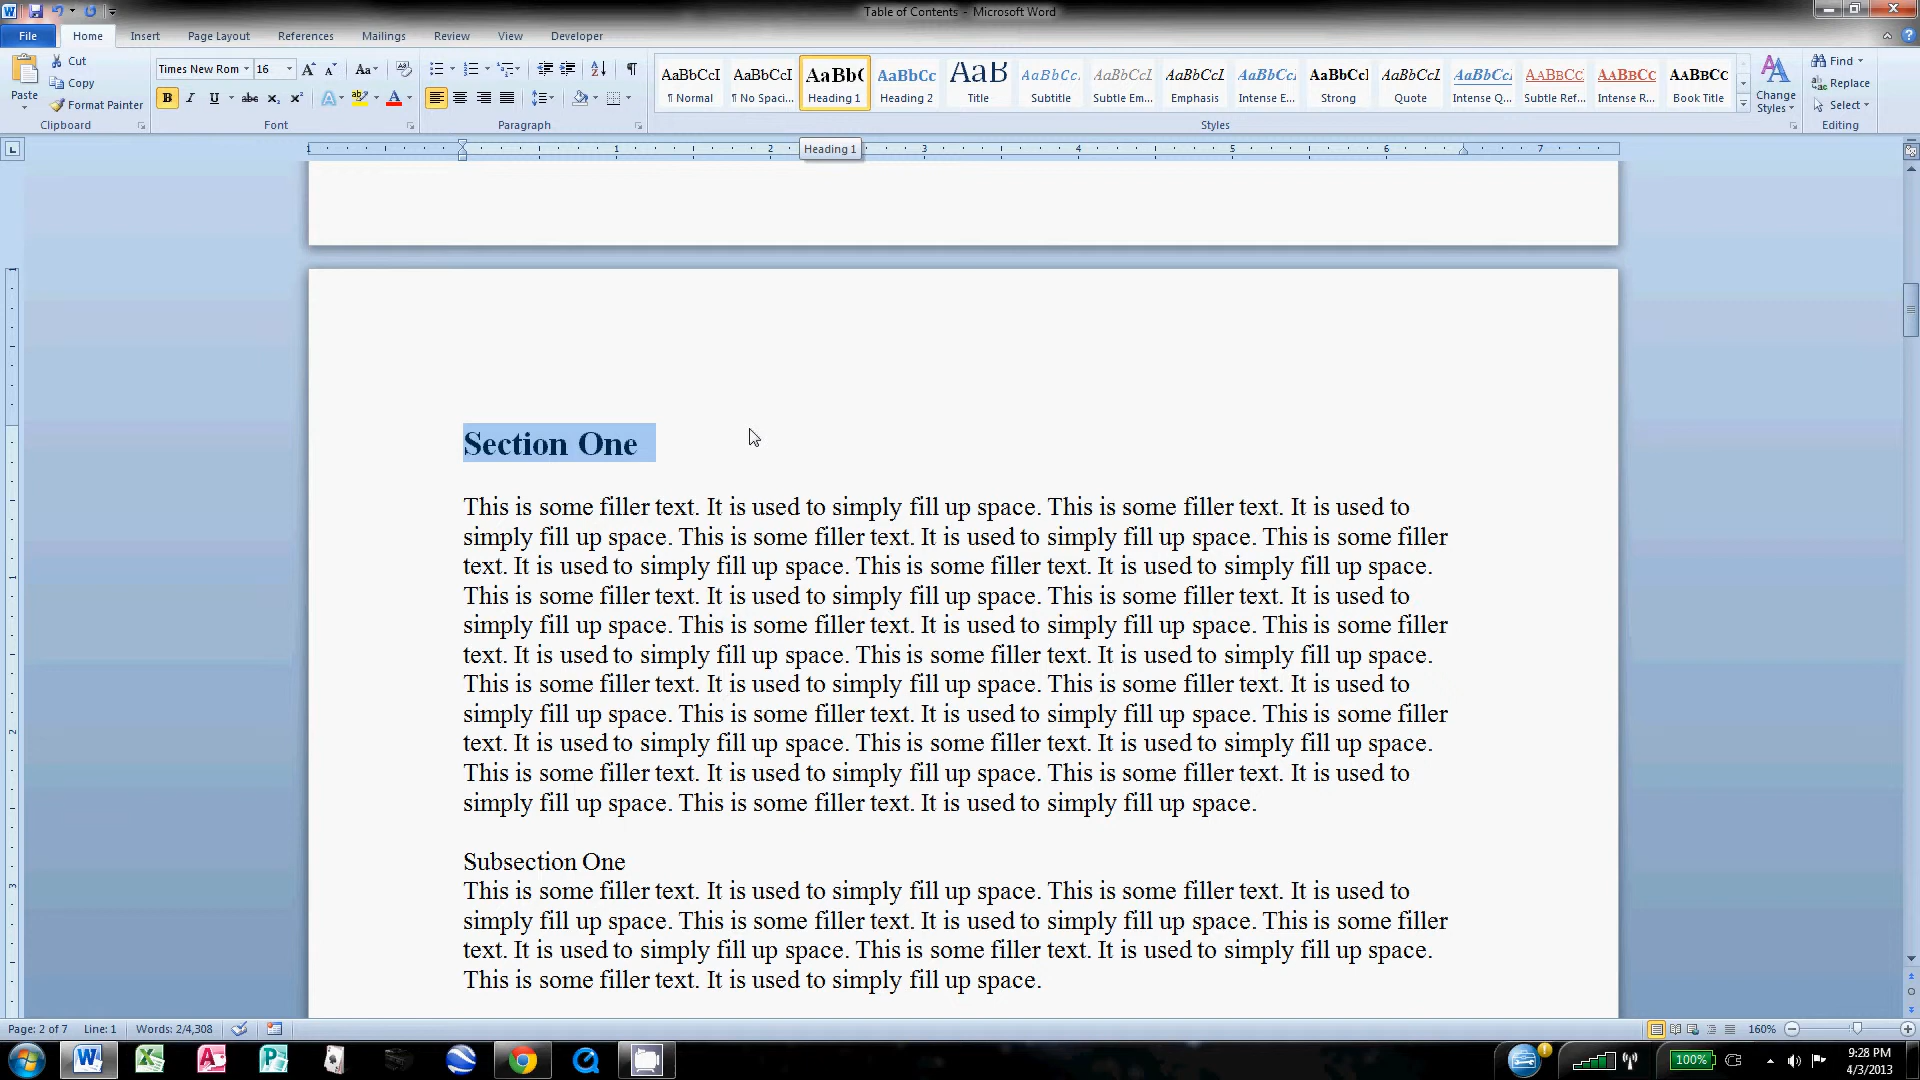 Table of Contents - Microsoft Word
File Home Insert Page Layout References Mailings Review View Developer
Paste
Cut
Copy
Format Painter
Clipboard
Times New Rom 16
Font
Paragraph
AaBbCcI AaBbCcI AaBb( AaBbCc AaB AaBbCc. AaBbCcL AaBbCcL AaBbCcL AaBbCcI AaBbCcL AaBbCcL AABBCC AABBCC AABBCC
¶ Normal ¶ No Spaci... Heading 1 Heading 2 Title Subtitle Subtle Em... Emphasis Intense E... Strong Quote Intense Q... Subtle Ref... Intense R... Book Title
Styles
Change
Styles
Find
Replace
Select
Editing
1 1 2 3 4 5 6 7
Heading 1
Section One
This is some filler text. It is used to simply fill up space. This is some filler text. It is used to
simply fill up space. This is some filler text. It is used to simply fill up space. This is some filler
text. It is used to simply fill up space. This is some filler text. It is used to simply fill up space.
This is some filler text. It is used to simply fill up space. This is some filler text. It is used to
simply fill up space. This is some filler text. It is used to simply fill up space. This is some filler
text. It is used to simply fill up space. This is some filler text. It is used to simply fill up space.
This is some filler text. It is used to simply fill up space. This is some filler text. It is used to
simply fill up space. This is some filler text. It is used to simply fill up space. This is some filler
text. It is used to simply fill up space. This is some filler text. It is used to simply fill up space.
This is some filler text. It is used to simply fill up space. This is some filler text. It is used to
simply fill up space. This is some filler text. It is used to simply fill up space.
Subsection One
This is some filler text. It is used to simply fill up space. This is some filler text. It is used to
simply fill up space. This is some filler text. It is used to simply fill up space. This is some filler
text. It is used to simply fill up space. This is some filler text. It is used to simply fill up space.
This is some filler text. It is used to simply fill up space.
Page: 2 of 7 Line: 1 Words: 2/4,308 160%
100%
9:28 PM
4/3/2013